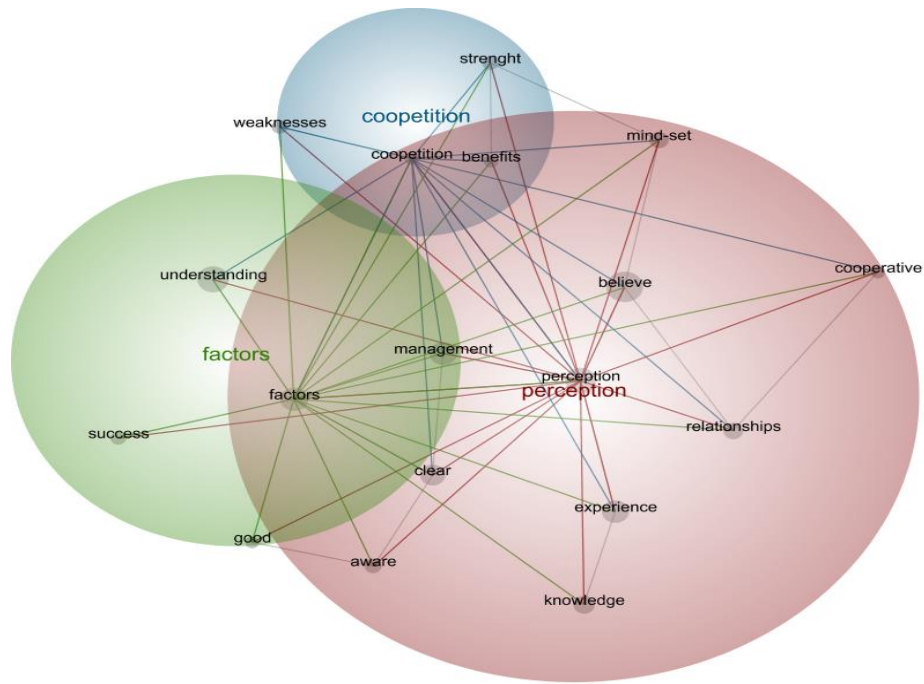 strenght
coopetition
weaknesses
mind-set
coopetition
benefits
cooperative
understanding
believe
management
factors
perception
perception
factors
relationships
success
clear
experience
good
aware
knowledge